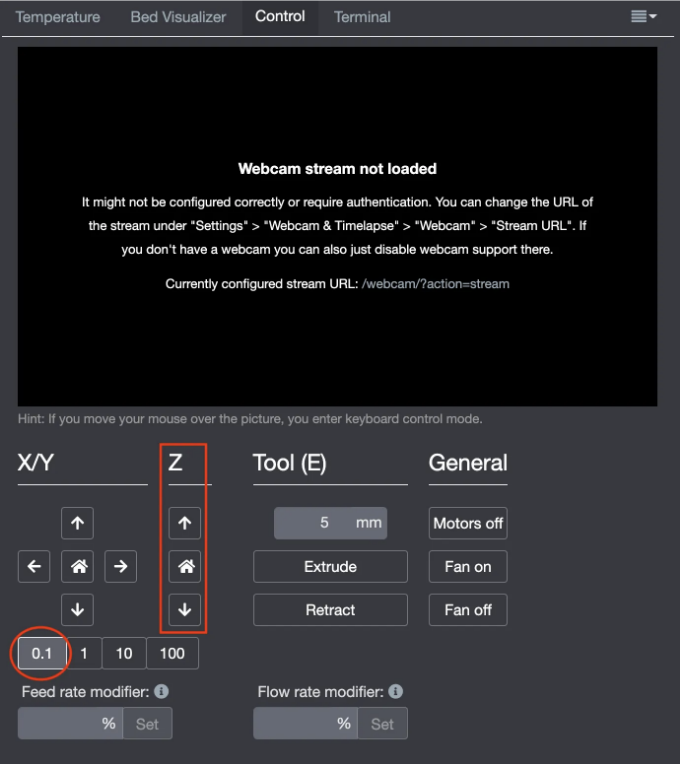 Temperature Bed Visualizer Control Terminal
Webcam stream not loaded
It might not be configured correctly or require authentication. You can change the URL of
the stream under "Settings" > "Webcam & Timelapse" > "Webcam" > "Stream URL". If
you don't have a webcam you can also just disable webcam support there.
Currently configured stream URL: /webcam/?action=stream
Hint: If you move your mouse over the picture, you enter keyboard control mode.
X/Y Z Tool (E) General
5 mm Motors off
Extrude Fan on
Retract Fan off
0.1 1 10 100
Feed rate modifier: Flow rate modifier:
% Set % Set